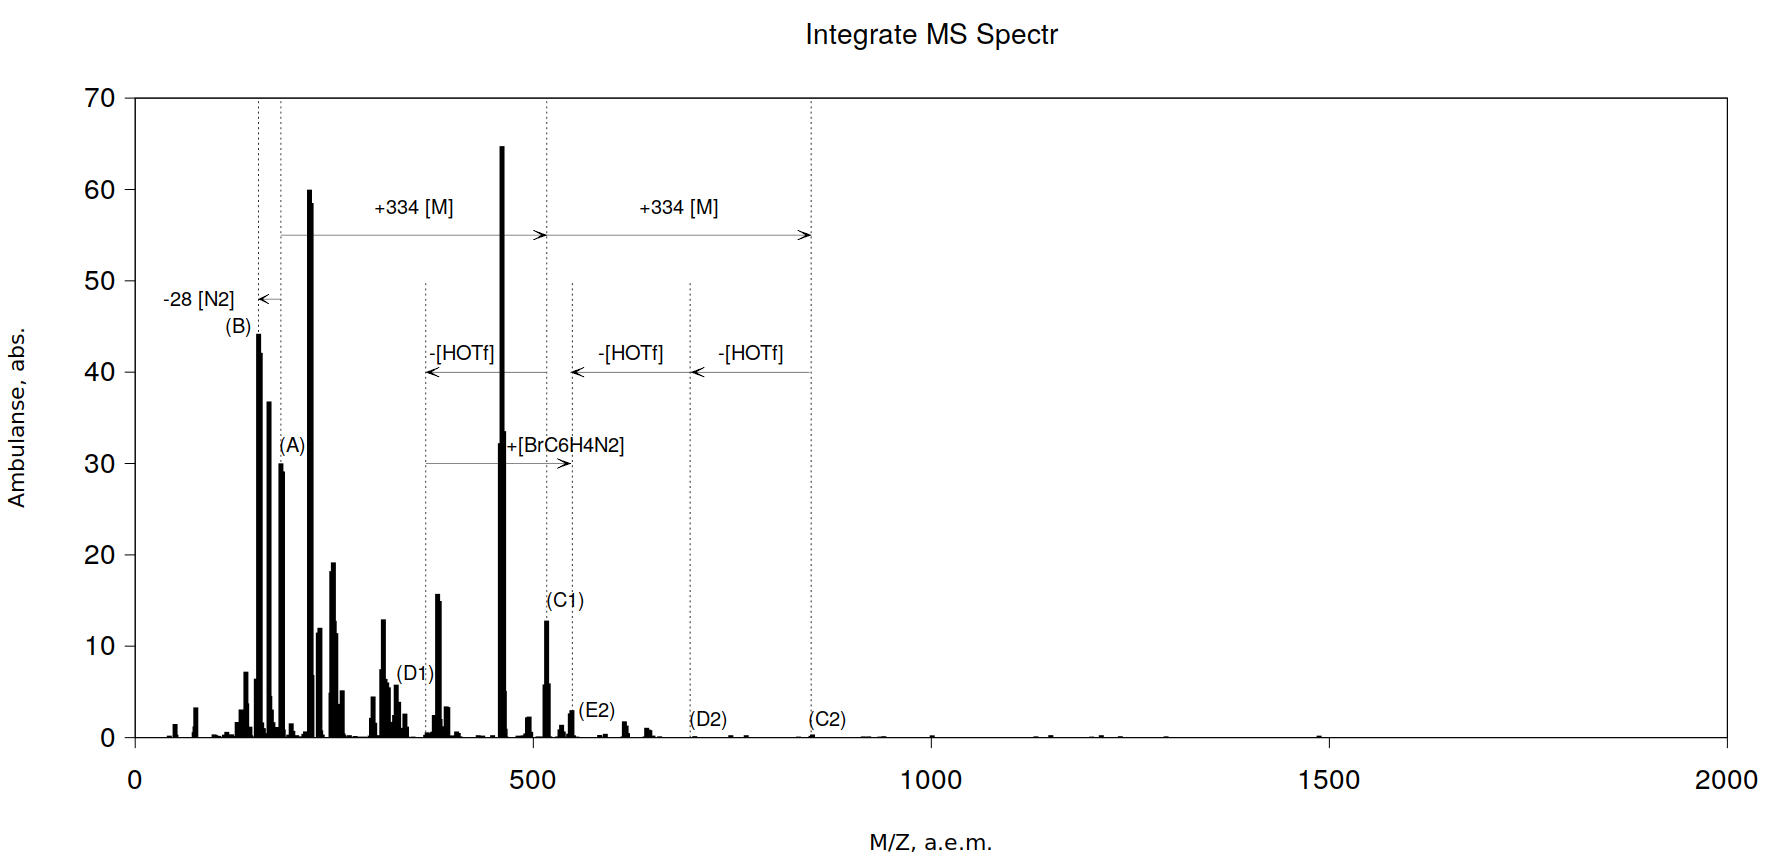 Integrate MS Spectr
70
60
50
40
30
20
10
0
Ambulanse, abs.
+334 [M]
+334 [M]
-28 [N2]
(B)
-[HOTf]
-[HOTf]
-[HOTf]
(A)
+[BrC6H4N2]
(C1)
(D1)
(E2)
(D2)
(C2)
0
500
1000
1500
2000
M/Z, a.e.m.